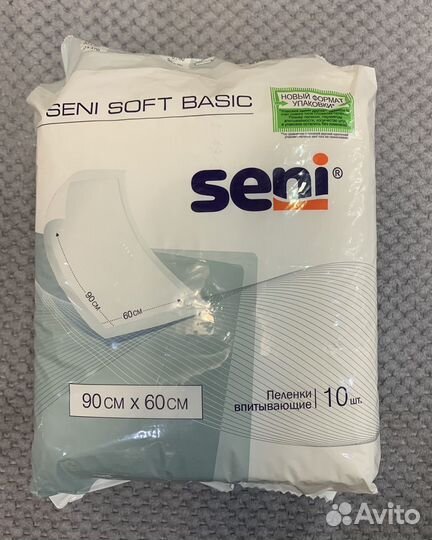 SENI SOFT BASIC
НОВЫЙ ФОРМАТ
УПАКОВКИ*
seni®
90 СМ
60 СМ
90 СМ X 60 СМ
Пеленки
впитывающие
10 шт.
Avito